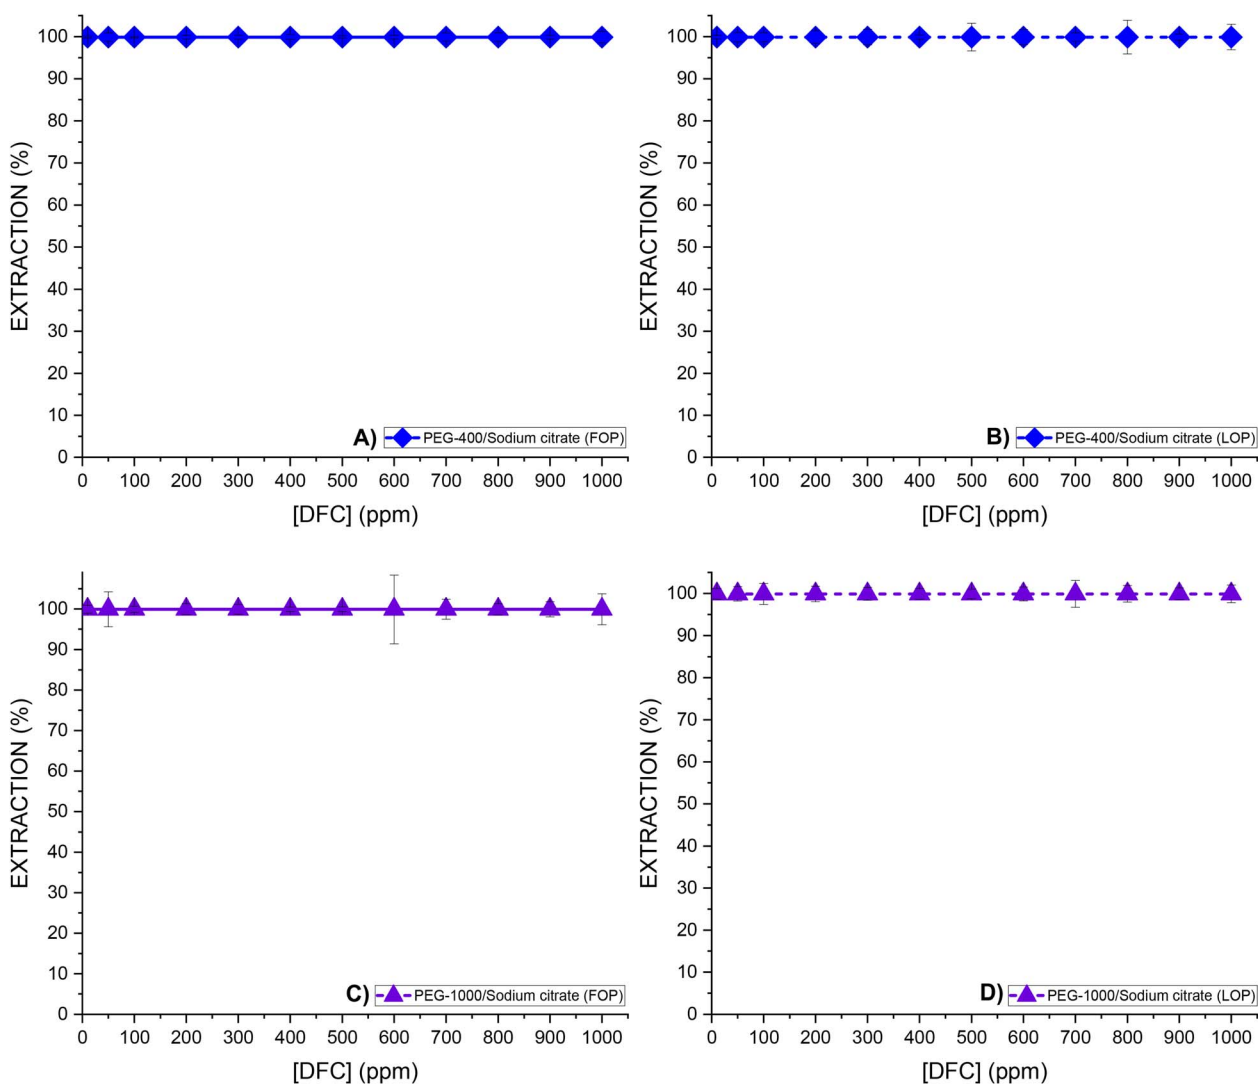 EXTRACTION (%)
100
90
80
70
60
50
40
30
20
10
0
A) PEG-400/Sodium citrate (FOP)
0 100 200 300 400 500 600 700 800 900 1000
[DFC] (ppm)
EXTRACTION (%)
100
90
80
70
60
50
40
30
20
10
0
B) PEG-400/Sodium citrate (LOP)
0 100 200 300 400 500 600 700 800 900 1000
[DFC] (ppm)
EXTRACTION (%)
100
90
80
70
60
50
40
30
20
10
0
C) PEG-1000/Sodium citrate (FOP)
0 100 200 300 400 500 600 700 800 900 1000
[DFC] (ppm)
EXTRACTION (%)
100
90
80
70
60
50
40
30
20
10
0
D) PEG-1000/Sodium citrate (LOP)
0 100 200 300 400 500 600 700 800 900 1000
[DFC] (ppm)